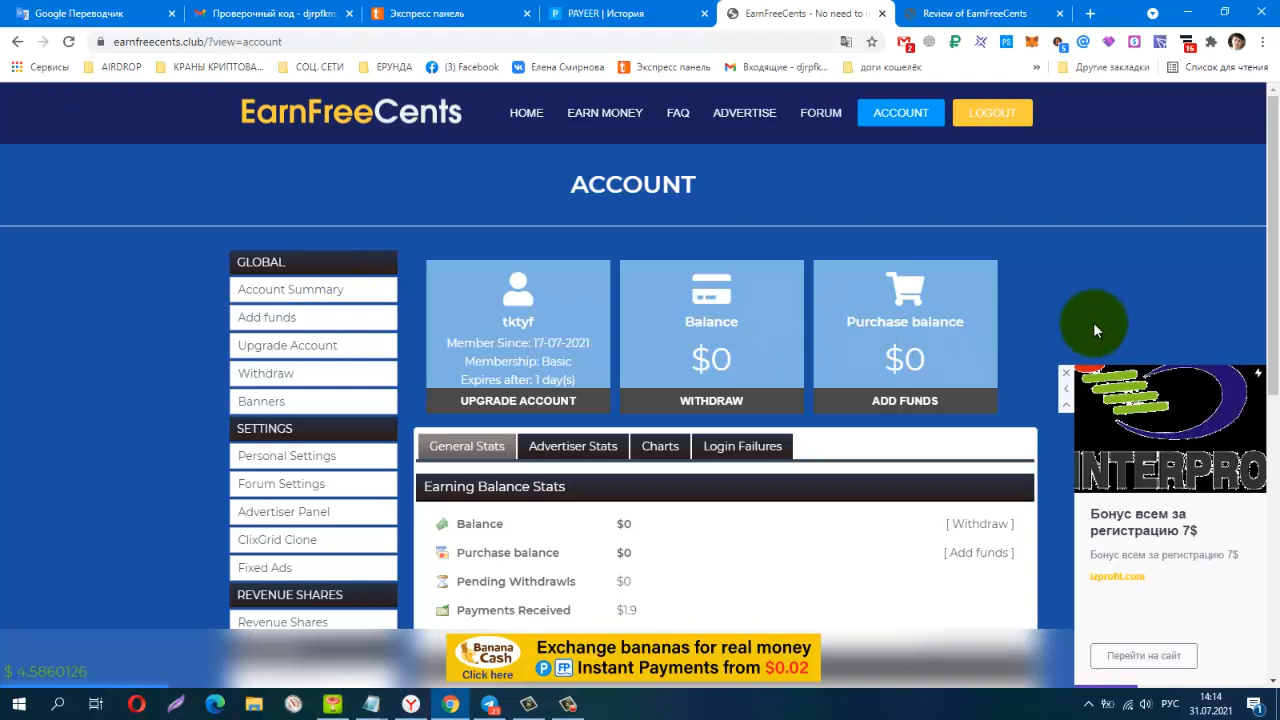 Google Переводчик
Проверочный код - djrpfkm
Экспресс панель
PAYEER | История
EarnFreeCents - No need to i
Review of EarnFreeCents
earnfreecents.club/?view=account
2
5
16
Сервисы
AIRDROP
КРАНЫ КРИПТОВА...
СОЦ. СЕТИ
ЕРУНДА
(3) Facebook
Елена Смирнова
Экспресс панель
Входящие - djrpfk...
доги кошелёк
»
Другие закладки
Список для чтения
EarnFreeCents
HOME
EARN MONEY
FAQ
ADVERTISE
FORUM
ACCOUNT
LOGOUT
ACCOUNT
GLOBAL
Account Summary
Add funds
Upgrade Account
Withdraw
Banners
SETTINGS
Personal Settings
Forum Settings
Advertiser Panel
ClixGrid Clone
Fixed Ads
REVENUE SHARES
Revenue Shares
tktyf
Member Since: 17-07-2021
Membership: Basic
Expires after: 1 day(s)
UPGRADE ACCOUNT
Balance
$0
WITHDRAW
Purchase balance
$0
ADD FUNDS
General Stats
Advertiser Stats
Charts
Login Failures
Earning Balance Stats
Balance $0 [ Withdraw ]
Purchase balance $0 [ Add funds ]
Pending Withdrawls $0
Payments Received $1.9
INTERPRO
Бонус всем за
регистрацию 7$
Бонус всем за регистрацию 7$
izprofit.com
Перейти на сайт
Banana
Cash
Click here
Exchange bananas for real money
P FP Instant Payments from $0.02
$ 4.5860126
21
РУС
14:14
31.07.2021
1